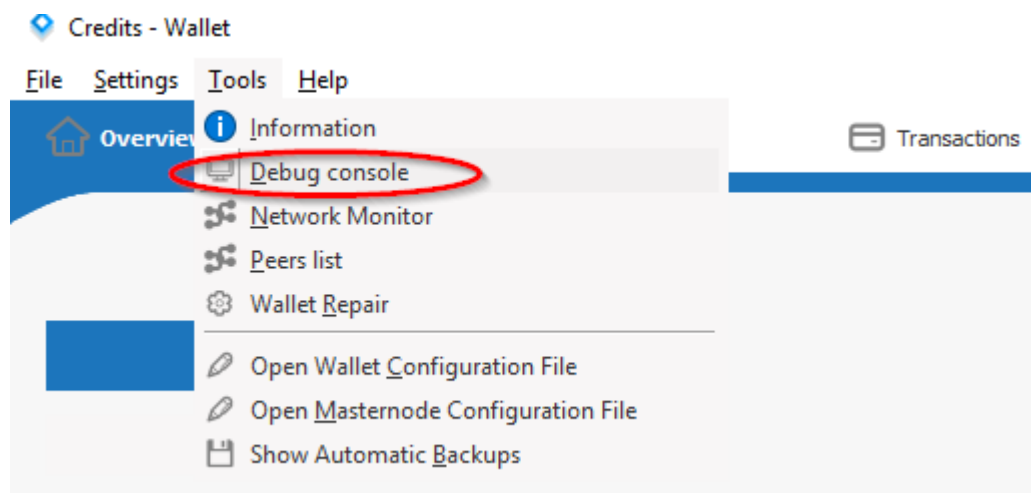 Credits - Wallet
File Settings Tools Help
Overview Transactions
Information
Debug console
Network Monitor
Peers list
Wallet Repair
Open Wallet Configuration File
Open Masternode Configuration File
Show Automatic Backups